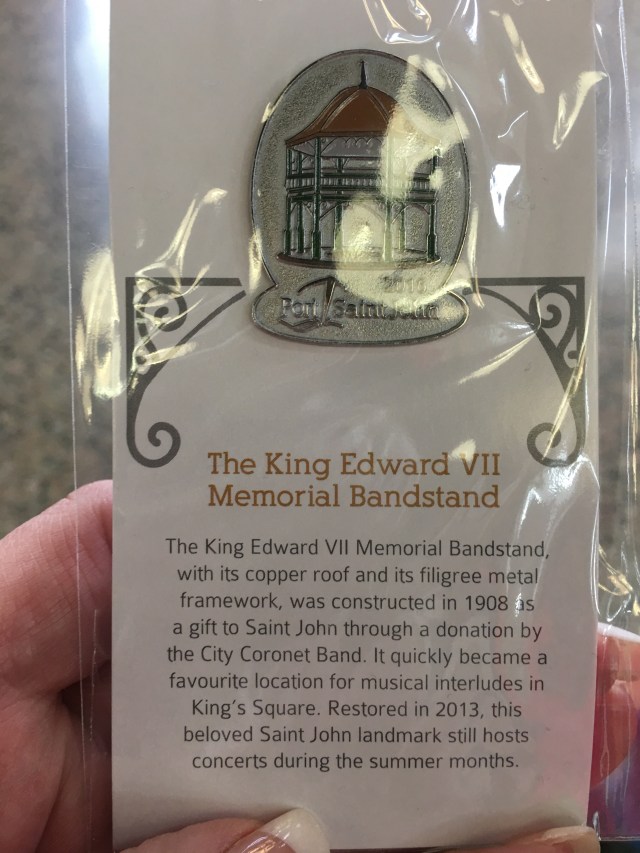 Port Saint John
The King Edward VII
Memorial Bandstand
The King Edward VII Memorial Bandstand,
with its copper roof and its filigree metal
framework, was constructed in 1908 as
a gift to Saint John through a donation by
the City Coronet Band. It quickly became a
favourite location for musical interludes in
King's Square. Restored in 2013, this
beloved Saint John landmark still hosts
concerts during the summer months.